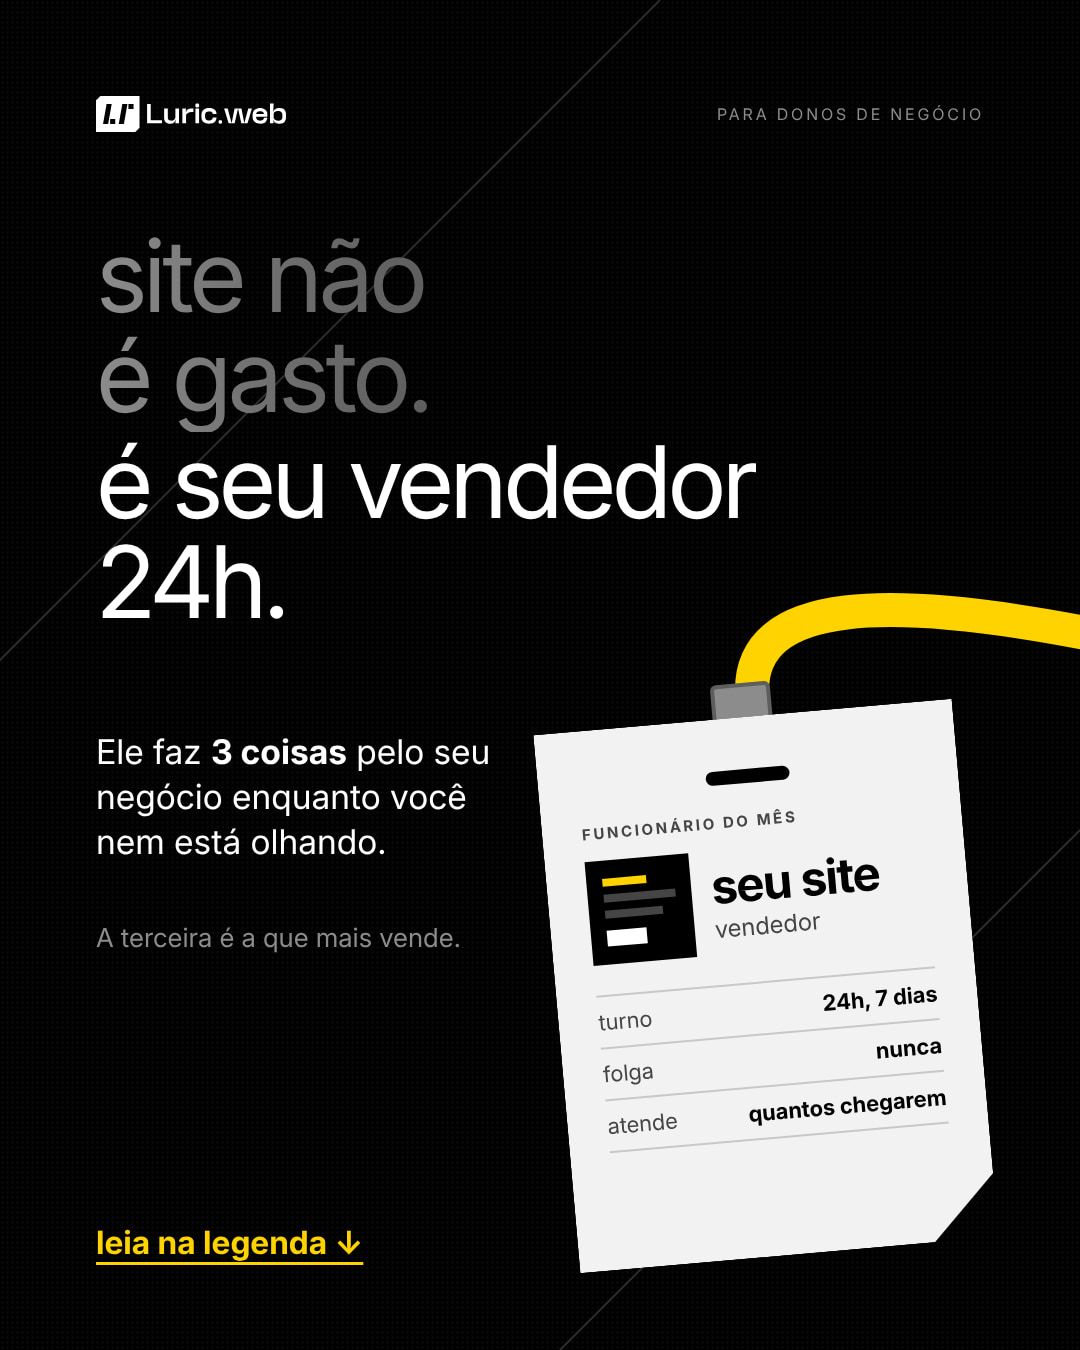 Luric.web
PARA DONOS DE NEGÓCIO
site não
é gasto.
é seu vendedor
24h.
Ele faz 3 coisas pelo seu
negócio enquanto você
nem está olhando.
A terceira é a que mais vende.
FUNCIONÁRIO DO MÊS
seu site
vendedor
turno 24h, 7 dias
folga nunca
atende quantos chegarem
leia na legenda ↓